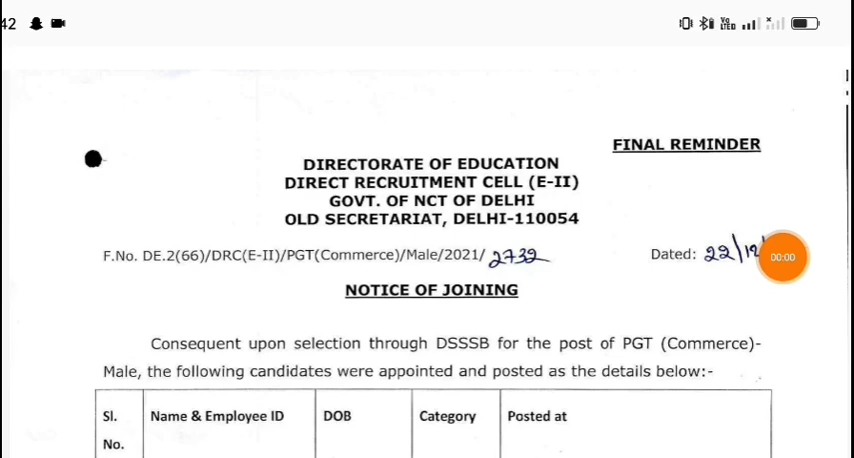 42
FINAL REMINDER
DIRECTORATE OF EDUCATION
DIRECT RECRUITMENT CELL (E-II)
GOVT. OF NCT OF DELHI
OLD SECRETARIAT, DELHI-110054
F.No. DE.2(66)/DRC(E-II)/PGT(Commerce)/Male/2021/ 2732
Dated: 22/12/
00:00
NOTICE OF JOINING
Consequent upon selection through DSSSB for the post of PGT (Commerce)-
Male, the following candidates were appointed and posted as the details below:-
Sl. No. Name & Employee ID DOB Category Posted at